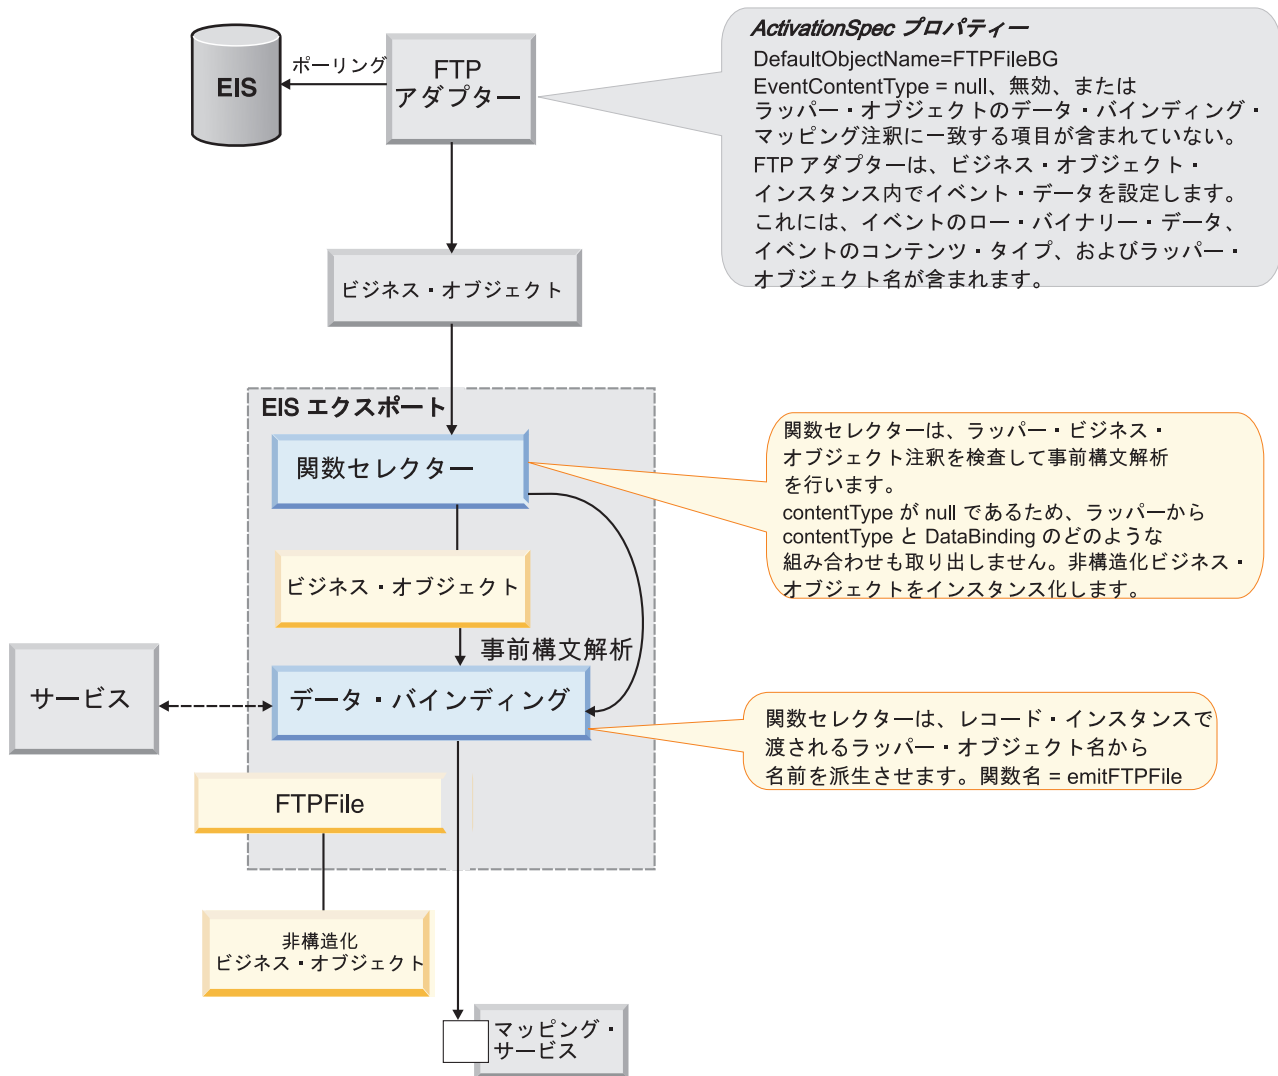 EIS
ポーリング
FTP
アダプター
ActivationSpec プロパティー
DefaultObjectName=FTPFileBG
EventContentType = null、無効、または
ラッパー・オブジェクトのデータ・バインディング・
マッピング注釈に一致する項目が含まれていない。
FTP アダプターは、ビジネス・オブジェクト・
インスタンス内でイベント・データを設定します。
これには、イベントのロー・バイナリー・データ、
イベントのコンテンツ・タイプ、およびラッパー・
オブジェクト名が含まれます。
ビジネス・オブジェクト
EIS エクスポート
関数セレクター
関数セレクターは、ラッパー・ビジネス・
オブジェクト注釈を検査して事前構文解析
を行います。
contentType が null であるため、ラッパーから
contentType と DataBinding のどのような
組み合わせも取り出しません。非構造化ビジネス・
オブジェクトをインスタンス化します。
ビジネス・オブジェクト
事前構文解析
サービス
データ・バインディング
関数セレクターは、レコード・インスタンスで
渡されるラッパー・オブジェクト名から
名前を派生させます。関数名 = emitFTPFile
FTPFile
非構造化
ビジネス・オブジェクト
マッピング・
サービス